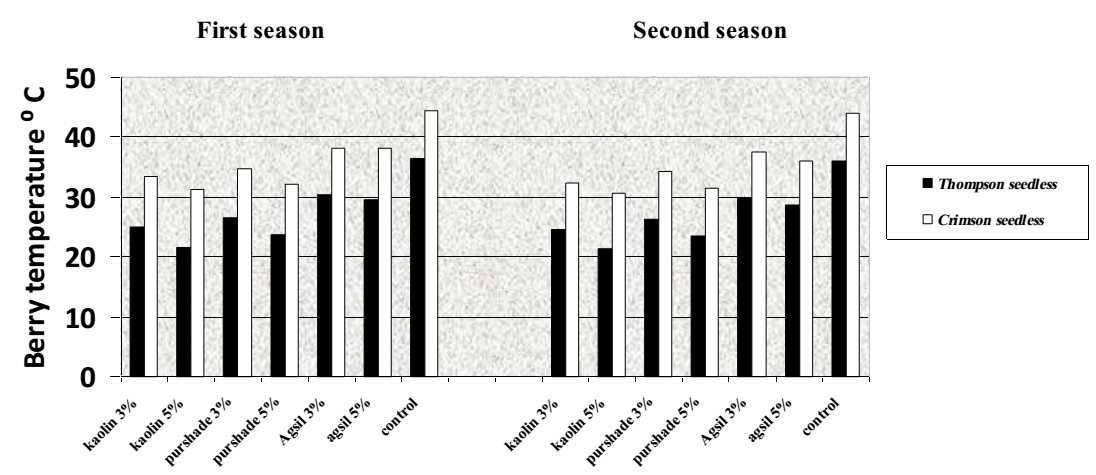 First season
Second season
Berry temperature ⁰ C
50
40
30
20
10
0
kaolin 3%
kaolin 5%
purshade 3%
purshade 5%
Agsil 3%
agsil 5%
control
kaolin 3%
kaolin 5%
purshade 3%
purshade 5%
Agsil 3%
agsil 5%
control
Thompson seedless
Crimson seedless